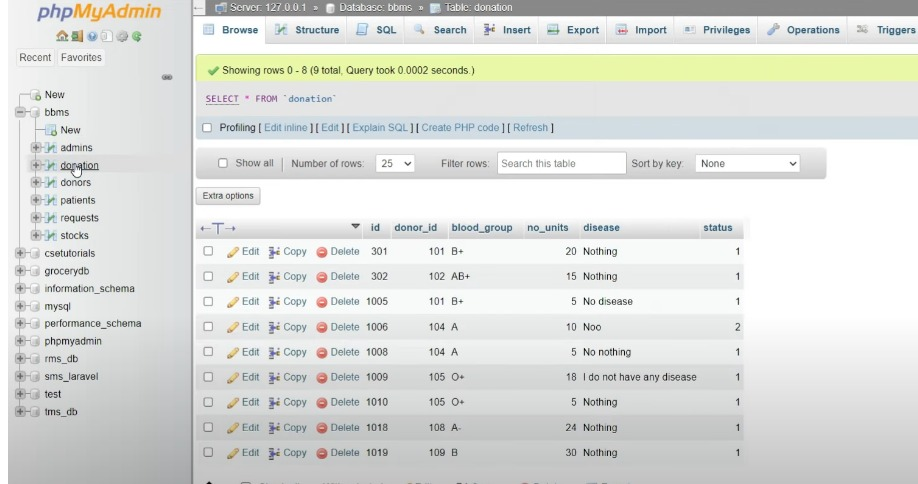 phpMyAdmin
Recent Favorites
New
bbms
New
admins
donation
donors
patients
requests
stocks
csetutorials
grocerydb
information_schema
mysql
performance_schema
phpmyadmin
rms_db
sms_laravel
test
tms_db
Server: 127.0.0.1 » Database: bbms » Table: donation
Browse Structure SQL Search Insert Export Import Privileges Operations Triggers
Showing rows 0 - 8 (9 total, Query took 0.0002 seconds.)
SELECT * FROM `donation`
Profiling [ Edit inline ] [ Edit ] [ Explain SQL ] [ Create PHP code ] [ Refresh ]
Show all Number of rows: 25 Filter rows: Search this table Sort by key: None
Extra options
←T→ id donor_id blood_group no_units disease status
Edit Copy Delete 301 101 B+ 20 Nothing 1
Edit Copy Delete 302 102 AB+ 15 Nothing 1
Edit Copy Delete 1005 101 B+ 5 No disease 1
Edit Copy Delete 1006 104 A 10 Noo 2
Edit Copy Delete 1008 104 A 5 No nothing 1
Edit Copy Delete 1009 105 O+ 18 I do not have any disease 1
Edit Copy Delete 1010 105 O+ 5 Nothing 1
Edit Copy Delete 1018 108 A- 24 Nothing 1
Edit Copy Delete 1019 109 B 30 Nothing 1